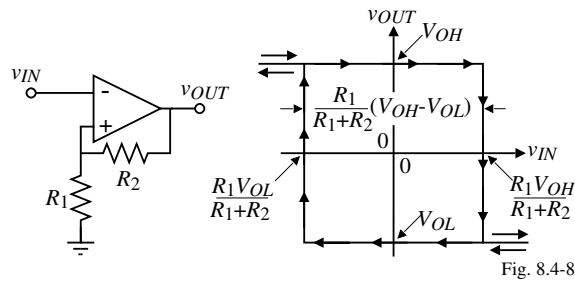 vOUT
VOH
vIN
-
vOUT
+
R1/R1+R2(VOH-VOL)
R2
0
vIN
0
R1
R1VOL/R1+R2
R1VOH/R1+R2
VOL
Fig. 8.4-8